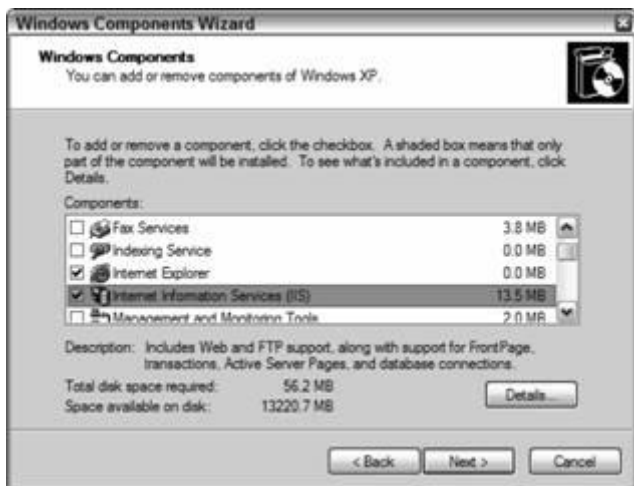 Windows Components Wizard
Windows Components
You can add or remove components of Windows XP.
To add or remove a component, click the checkbox. A shaded box means that only
part of the component will be installed. To see what's included in a component, click
Details.
Components:
Fax Services 3.8 MB
Indexing Service 0.0 MB
Internet Explorer 0.0 MB
Internet Information Services (IIS) 13.5 MB
Management and Monitoring Tools 2.0 MB
Description: Includes Web and FTP support, along with support for FrontPage,
transactions, Active Server Pages, and database connections.
Total disk space required: 56.2 MB
Space available on disk: 13220.7 MB
Details...
< Back Next > Cancel